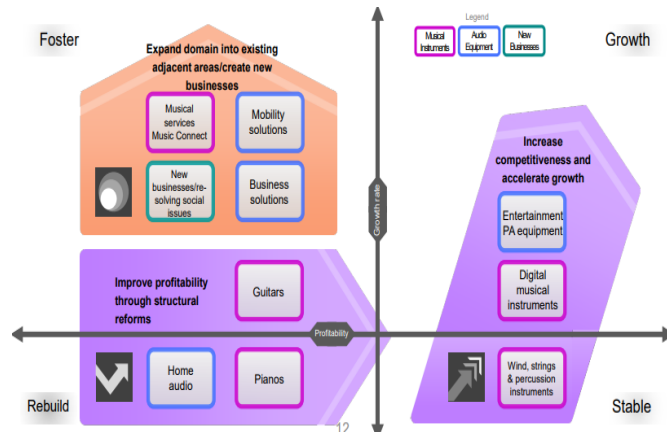 Foster
Growth
Legend
Musical
Instruments
Audio
Equipment
New
Businesses
Expand domain into existing
adjacent areas/create new
businesses
Musical
services
Music Connect
Mobility
solutions
New
businesses/re-
solving social
issues
Business
solutions
Growth rate
Increase
competitiveness and
accelerate growth
Entertainment
PA equipment
Digital
musical
instruments
Wind, strings
& percussion
instruments
Improve profitability
through structural
reforms
Guitars
Profitability
Home
audio
Pianos
Rebuild
Stable
12